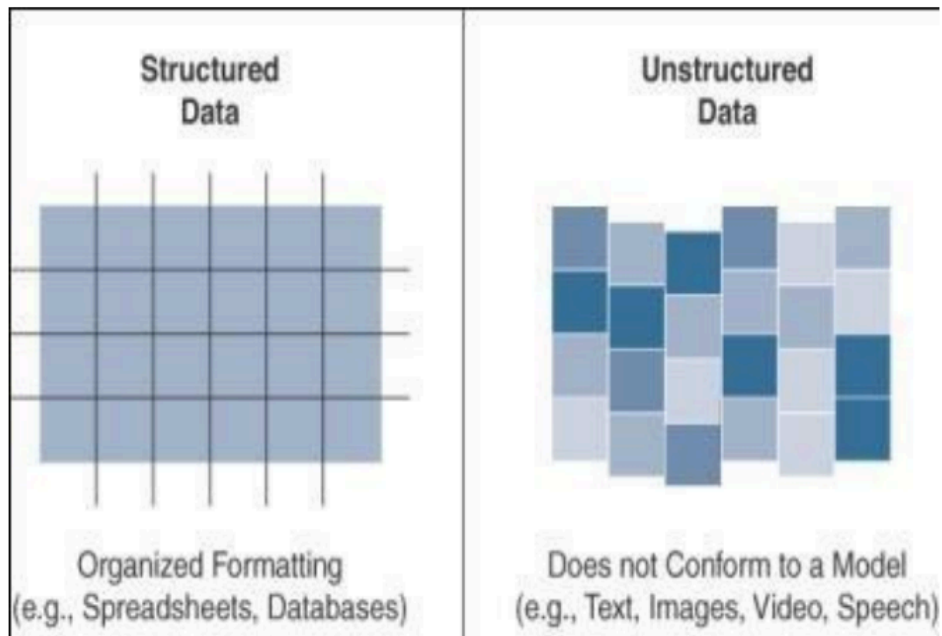 Structured
Data
Organized Formatting
(e.g., Spreadsheets, Databases)
Unstructured
Data
Does not Conform to a Model
(e.g., Text, Images, Video, Speech)